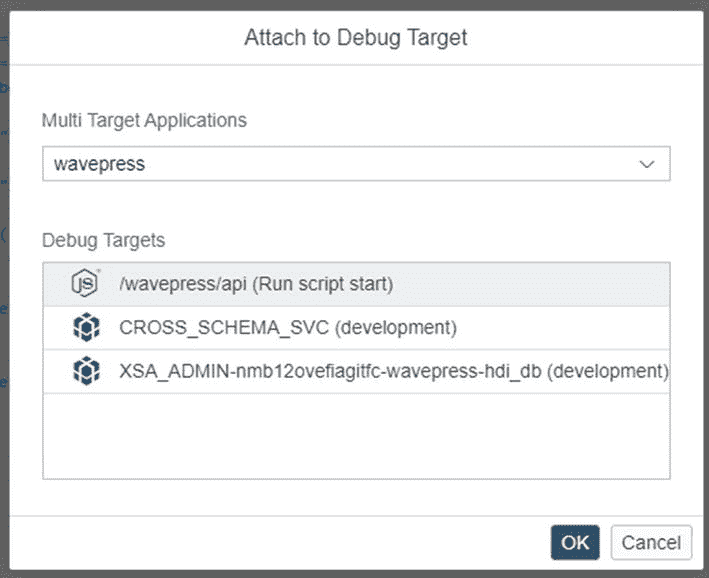 Attach to Debug Target
Multi Target Applications
wavepress
Debug Targets
JS
/wavepress/api (Run script start)
CROSS_SCHEMA_SVC (development)
XSA_ADMIN-nmb12ovefiagitfc-wavepress-hdi_db (development)
OK
Cancel